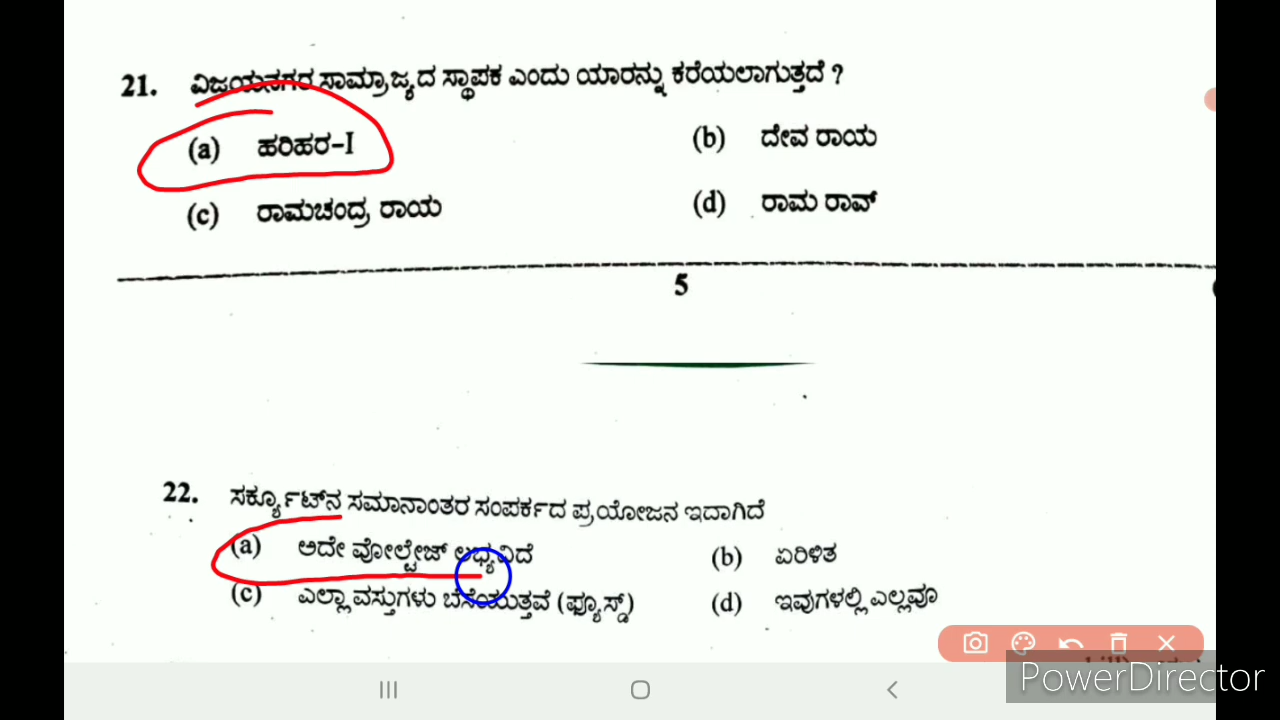 21. ವಿಜಯನಗರ ಸಾಮ್ರಾಜ್ಯದ ಸ್ಥಾಪಕ ಎಂದು ಯಾರನ್ನು ಕರೆಯಲಾಗುತ್ತದೆ ?
(a) ಹರಿಹರ-I (b) ದೇವ ರಾಯ
(c) ರಾಮಚಂದ್ರ ರಾಯ (d) ರಾಮ ರಾವ್
5
22. ಸರ್ಕ್ಯೂಟ್‌ನ ಸಮಾನಾಂತರ ಸಂಪರ್ಕದ ಪ್ರಯೋಜನ ಇದಾಗಿದೆ
(a) ಅದೇ ವೋಲ್ಟೇಜ್ ಲಭ್ಯವಿದೆ (b) ಏರಿಳಿತ
(c) ಎಲ್ಲಾ ವಸ್ತುಗಳು ಬೆಸೆಯುತ್ತವೆ (ಫ್ಯೂಸ್ಡ್) (d) ಇವುಗಳಲ್ಲಿ ಎಲ್ಲವೂ
PowerDirector